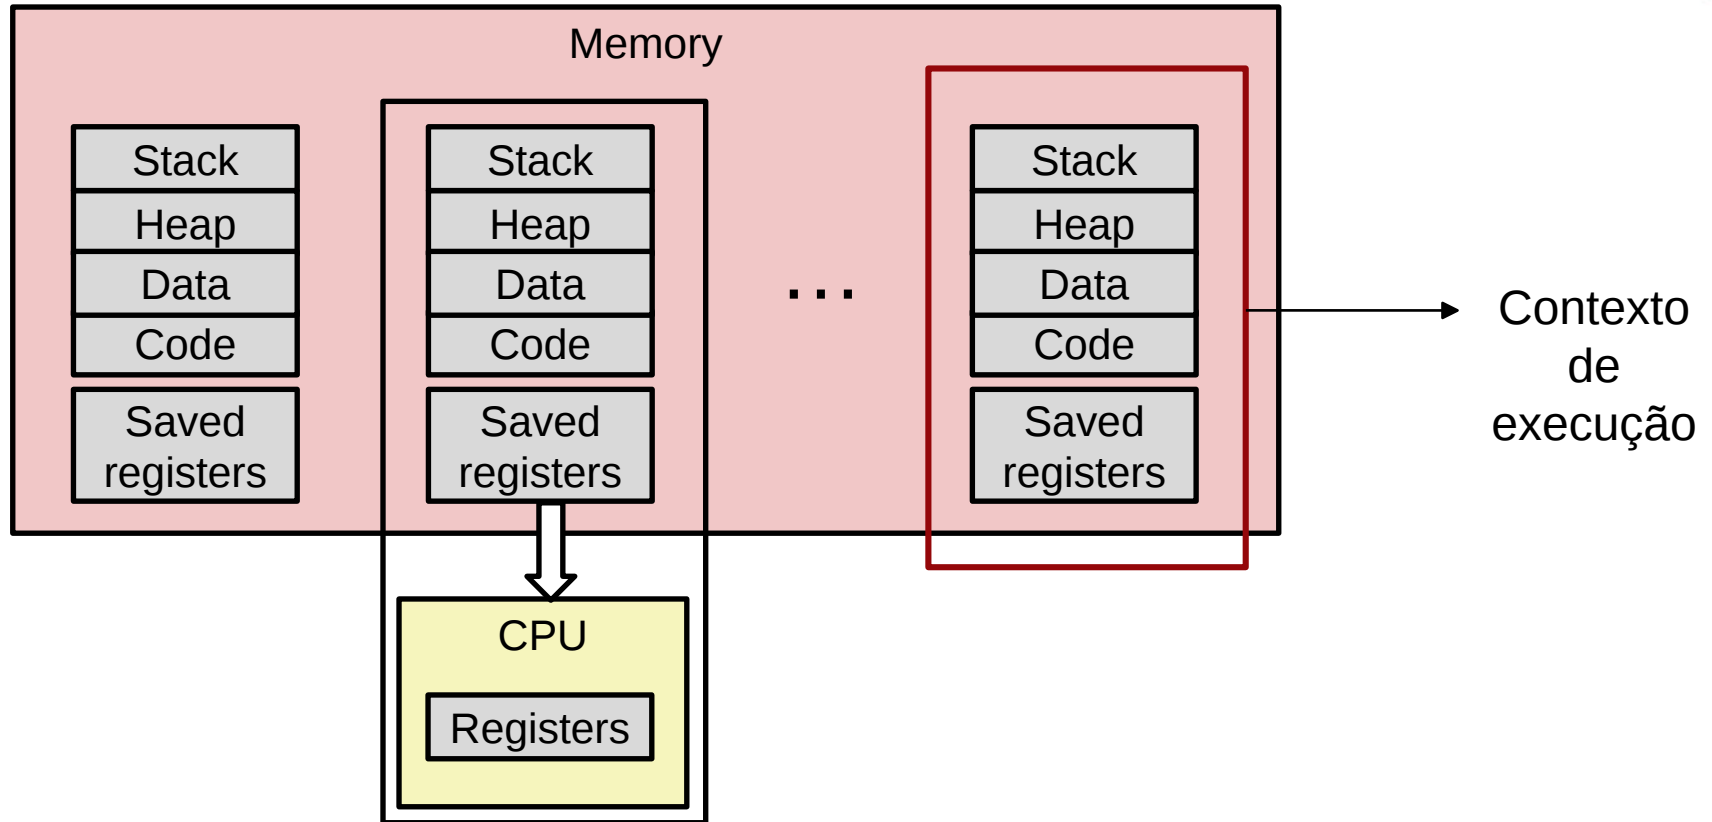 Memory
Stack
Heap
Data
Code
Saved
registers
Stack
Heap
Data
Code
Saved
registers
CPU
Registers
...
Stack
Heap
Data
Code
Saved
registers
Contexto
de
execução